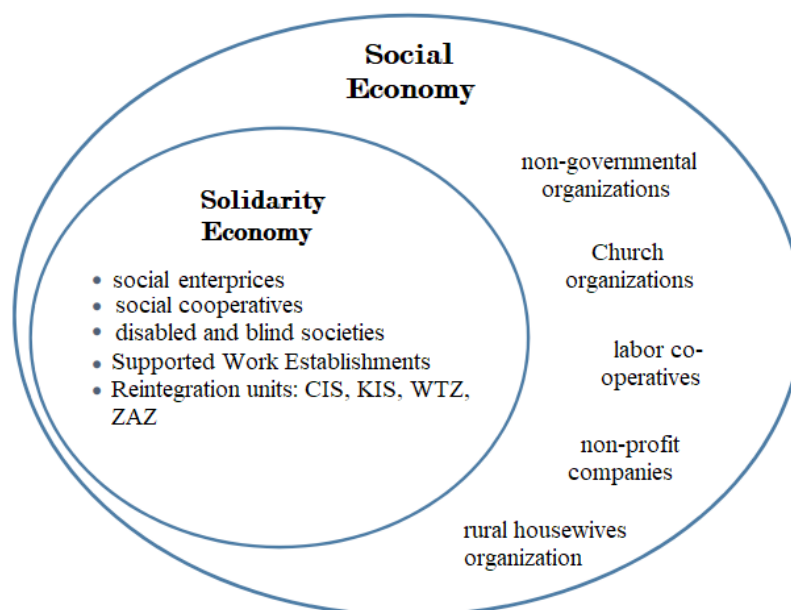 Social
Economy
Solidarity
Economy
• social enterprices
• social cooperatives
• disabled and blind societies
• Supported Work Establishments
• Reintegration units: CIS, KIS, WTZ,
ZAZ
non-governmental
organizations
Church
organizations
labor co-
operatives
non-profit
companies
rural housewives
organization